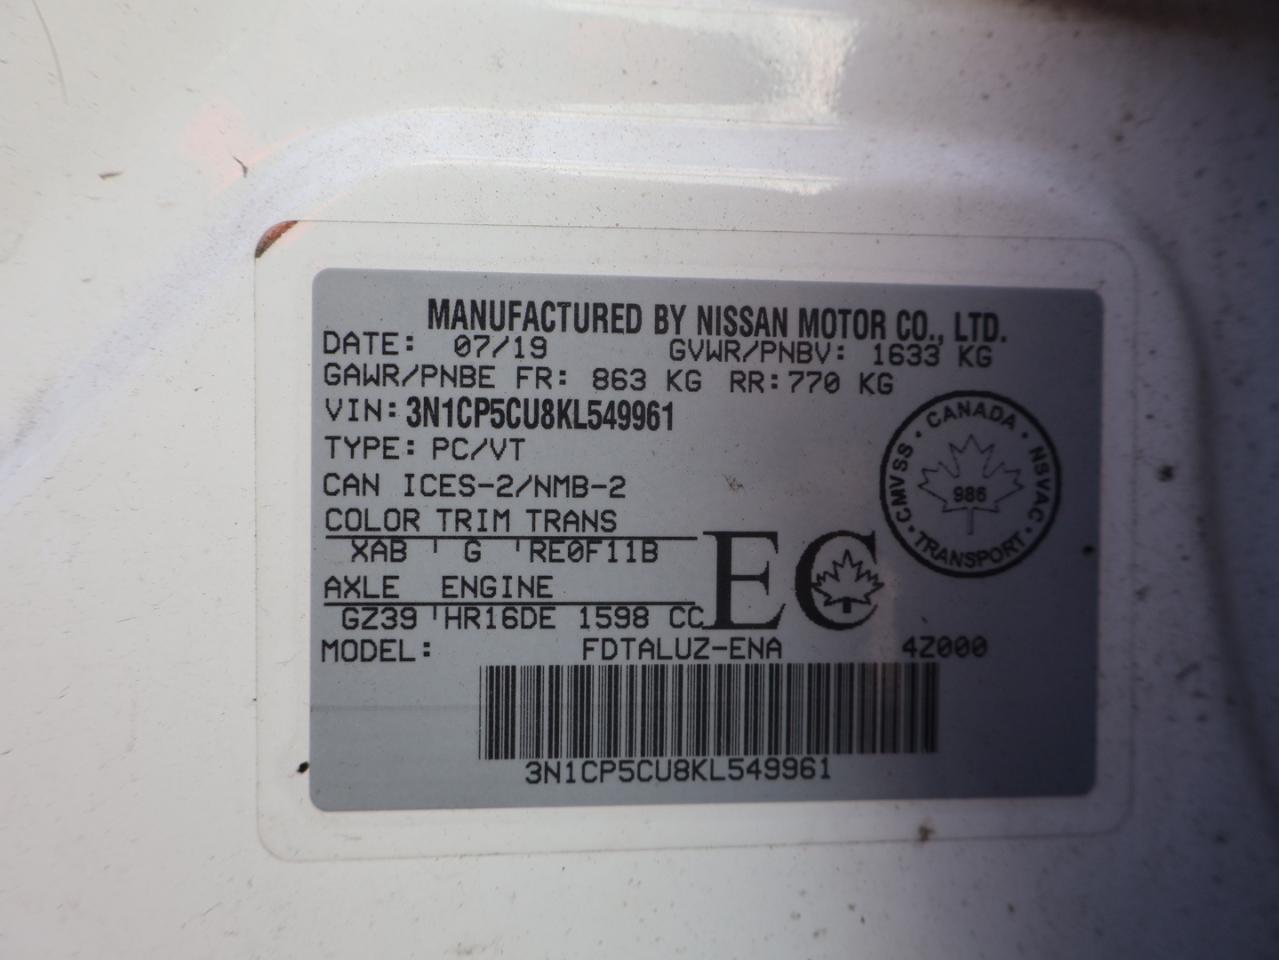 MANUFACTURED BY NISSAN MOTOR CO., LTD.
DATE: 07/19 GVWR/PNBV: 1633 KG
GAWR/PNBE FR: 863 KG RR: 770 KG
VIN: 3N1CP5CU8KL549961
TYPE: PC/VT
CAN ICES-2/NMB-2
COLOR TRIM TRANS
XAB G RE0F11B
AXLE ENGINE
GZ39 HR16DE 1598 CC
EC
CANADA · NSVAC · TRANSPORT · CMVSS ·
986
MODEL: FDTALUZ-ENA 4Z000
3N1CP5CU8KL549961